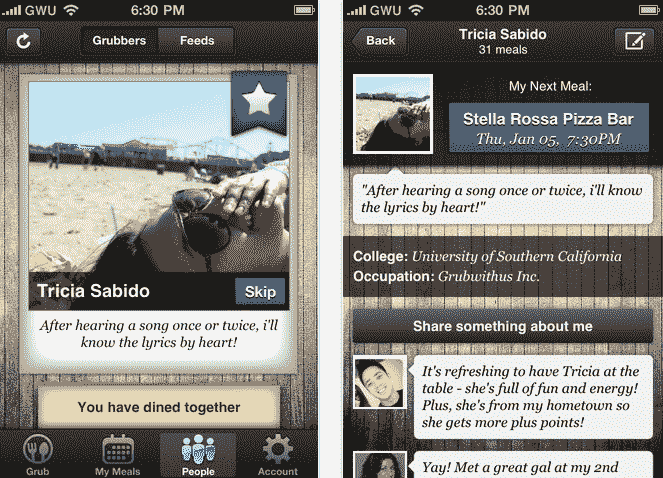 GWU 6:30 PM
Grubbers Feeds
Tricia Sabido Skip
After hearing a song once or twice, i'll
know the lyrics by heart!
You have dined together
Grub My Meals People Account
GWU 6:30 PM
Back Tricia Sabido
31 meals
My Next Meal:
Stella Rossa Pizza Bar
Thu, Jan 05, 7:30PM
"After hearing a song once or twice, i'll know
the lyrics by heart!"
College: University of Southern California
Occupation: Grubwithus Inc.
Share something about me
It's refreshing to have Tricia at the
table - she's full of fun and energy!
Plus, she's from my hometown so
she gets more plus points!
Yay! Met a great gal at my 2nd